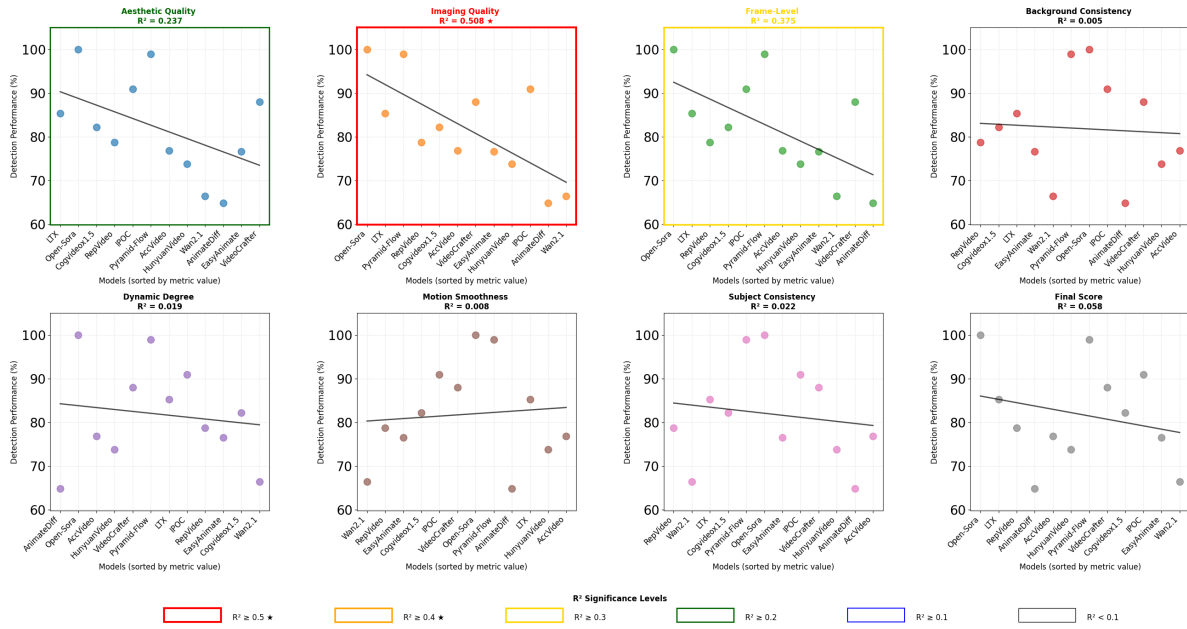 Aesthetic Quality
R² = 0.237
Detection Performance (%)
100
90
80
70
60
LTX
Open-Sora
Cogvideox1.5
RepVideo
IPOC
Pyramid-Flow
AccVideo
HunyuanVideo
Wan2.1
AnimateDiff
EasyAnimate
VideoCrafter
Models (sorted by metric value)
Imaging Quality
R² = 0.508 ★
Detection Performance (%)
100
90
80
70
60
Open-Sora
LTX
Pyramid-Flow
RepVideo
Cogvideox1.5
AccVideo
VideoCrafter
EasyAnimate
HunyuanVideo
IPOC
AnimateDiff
Wan2.1
Models (sorted by metric value)
Frame-Level
R² = 0.375
Detection Performance (%)
100
90
80
70
60
Open-Sora
LTX
RepVideo
Cogvideox1.5
IPOC
Pyramid-Flow
AccVideo
HunyuanVideo
EasyAnimate
Wan2.1
VideoCrafter
AnimateDiff
Models (sorted by metric value)
Background Consistency
R² = 0.005
Detection Performance (%)
100
90
80
70
60
RepVideo
Cogvideox1.5
LTX
EasyAnimate
Wan2.1
Pyramid-Flow
Open-Sora
IPOC
AnimateDiff
VideoCrafter
HunyuanVideo
AccVideo
Models (sorted by metric value)
Dynamic Degree
R² = 0.019
Detection Performance (%)
100
90
80
70
60
AnimateDiff
Open-Sora
AccVideo
HunyuanVideo
VideoCrafter
Pyramid-Flow
LTX
IPOC
RepVideo
EasyAnimate
Cogvideox1.5
Wan2.1
Models (sorted by metric value)
Motion Smoothness
R² = 0.008
Detection Performance (%)
100
90
80
70
60
Wan2.1
RepVideo
EasyAnimate
Cogvideox1.5
IPOC
VideoCrafter
Open-Sora
Pyramid-Flow
AnimateDiff
LTX
HunyuanVideo
AccVideo
Models (sorted by metric value)
Subject Consistency
R² = 0.022
Detection Performance (%)
100
90
80
70
60
RepVideo
Wan2.1
LTX
Cogvideox1.5
Pyramid-Flow
Open-Sora
EasyAnimate
IPOC
VideoCrafter
HunyuanVideo
AnimateDiff
AccVideo
Models (sorted by metric value)
Final Score
R² = 0.058
Detection Performance (%)
100
90
80
70
60
Open-Sora
LTX
RepVideo
AnimateDiff
AccVideo
HunyuanVideo
Pyramid-Flow
VideoCrafter
Cogvideox1.5
IPOC
EasyAnimate
Wan2.1
Models (sorted by metric value)
R² Significance Levels
R² ≥ 0.5 ★
R² ≥ 0.4 ★
R² ≥ 0.3
R² ≥ 0.2
R² ≥ 0.1
R² < 0.1